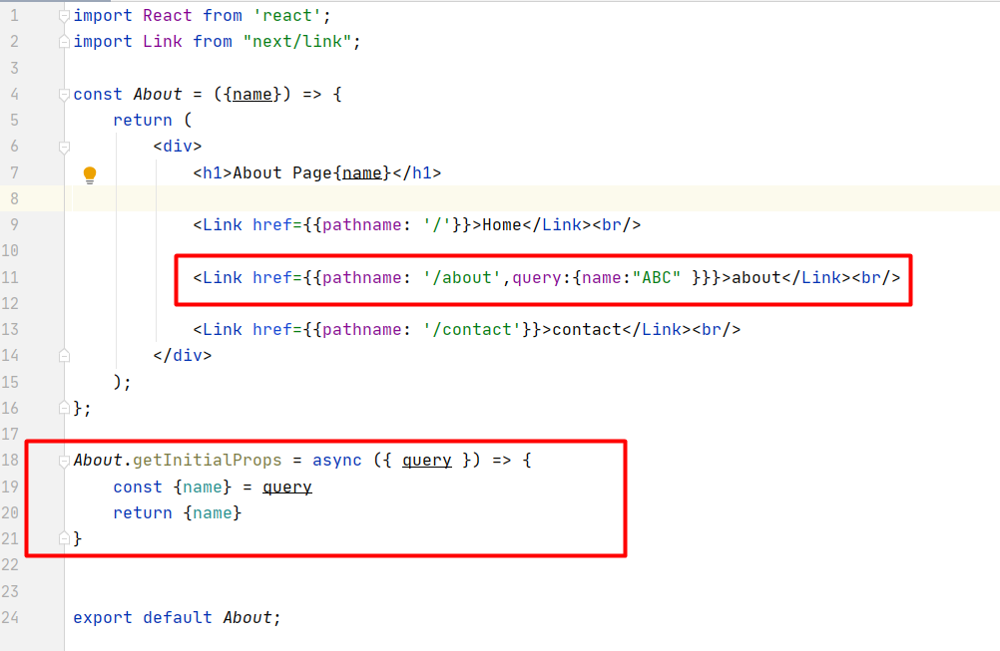 1 import React from 'react';
2 import Link from "next/link";
3
4 const About = ({name}) => {
5     return (
6         <div>
7             <h1>About Page{name}</h1>
8
9             <Link href={{pathname: '/'}}>Home</Link><br/>
10
11             <Link href={{pathname: '/about',query:{name:"ABC" }}}>about</Link><br/>
12
13             <Link href={{pathname: '/contact'}}>contact</Link><br/>
14         </div>
15     );
16 };
17
18 About.getInitialProps = async ({ query }) => {
19     const {name} = query
20     return {name}
21 }
22
23
24 export default About;